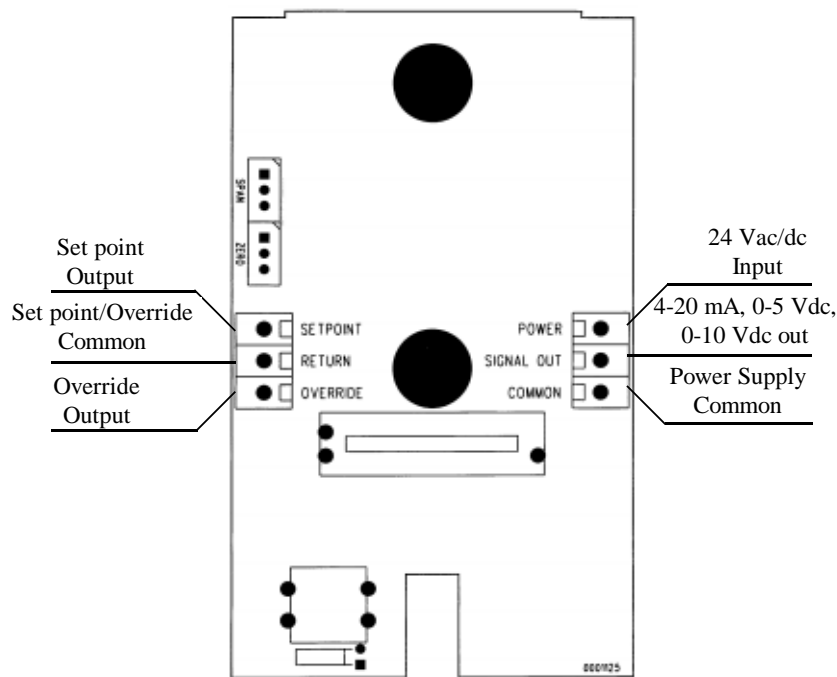 SPAN
ZERO
Set point
Output
Set point/Override
Common
Override
Output
SETPOINT
RETURN
OVERRIDE
POWER
SIGNAL OUT
COMMON
24 Vac/dc
Input
4-20 mA, 0-5 Vdc,
0-10 Vdc out
Power Supply
Common
0001125